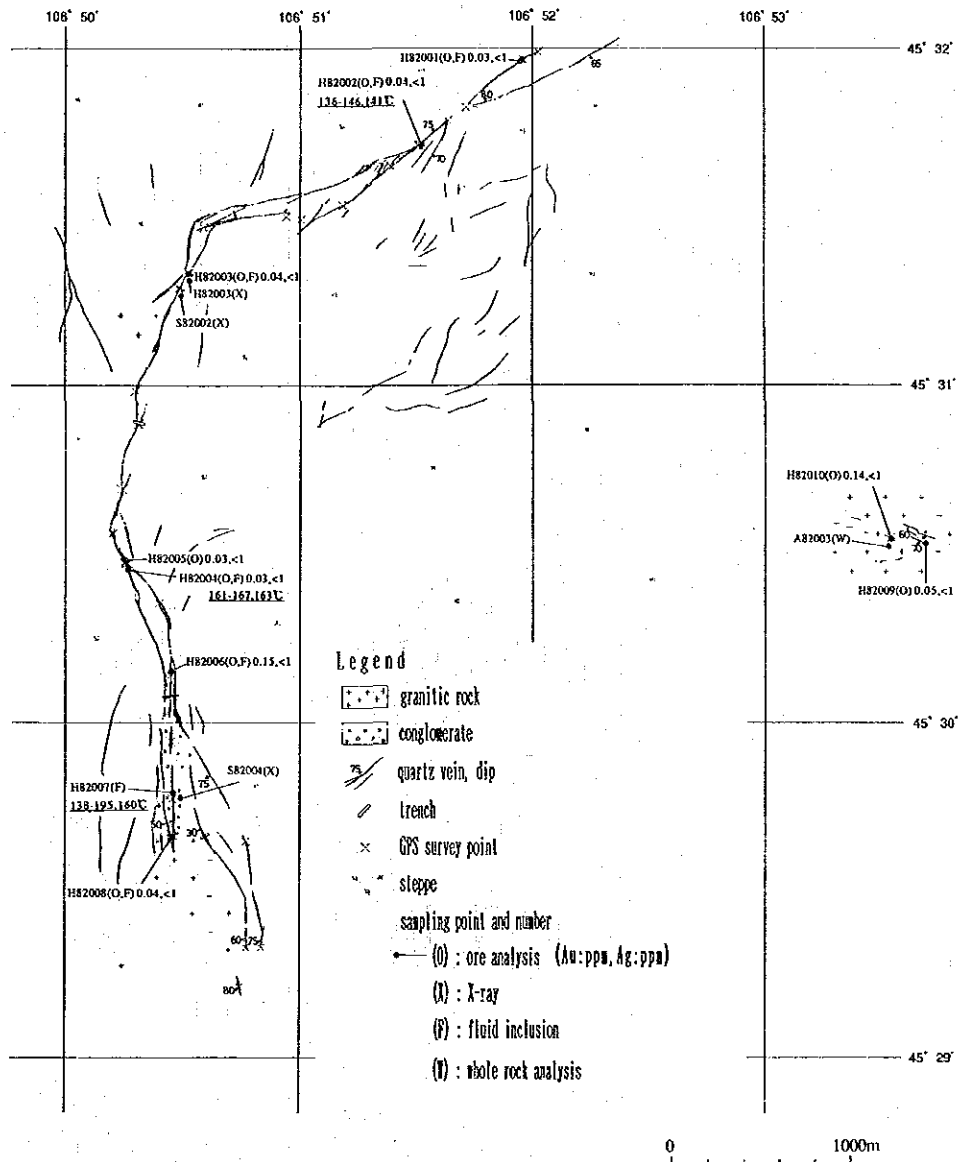 106° 50 106° 51 106° 52 106° 53
45° 32
H82001(O,F) 0.03,<1
65
H82002(O,F) 0.04,<1
136-146,141℃
80
75
70
H82003(O,F) 0.04,<1
H82003(X)
S82002(X)
45° 31
H82010(O) 0.14,<1
A82003(W)
60
70
H82009(O) 0.05,<1
H82005(O) 0.03,<1
H82004(O,F) 0.03,<1
161-167,163℃
H82006(O,F) 0.15,<1
45° 30
S82004(X)
75
H82007(F)
138-195,160℃
50
30
H82008(O,F) 0.04,<1
60
75
80
45° 29
Legend
granitic rock
conglomerate
75
quartz vein, dip
trench
GPS survey point
steppe
sampling point and number
(O) : ore analysis (Au:ppm, Ag:ppm)
(X) : X-ray
(F) : fluid inclusion
(W) : whole rock analysis
0 1000m